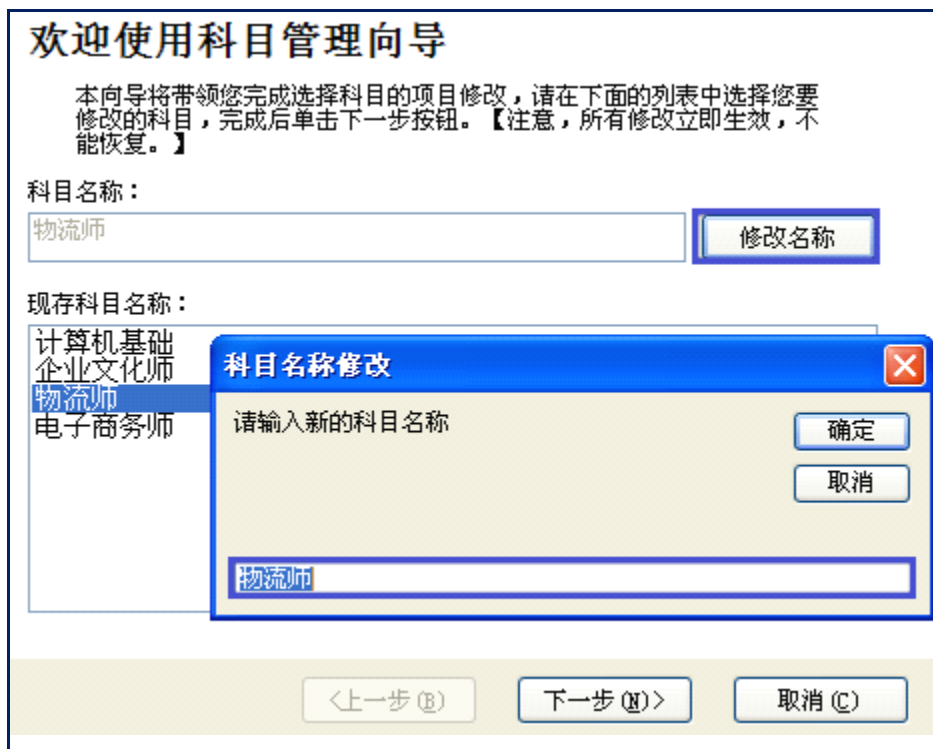 欢迎使用科目管理向导
本向导将带领您完成选择科目的项目修改，请在下面的列表中选择您要
修改的科目，完成后单击下一步按钮。【注意，所有修改立即生效，不
能恢复。】
科目名称：
物流师
修改名称
现存科目名称：
计算机基础
企业文化师
物流师
电子商务师
科目名称修改
请输入新的科目名称
确定
取消
物流师
<上一步(B)
下一步(N)>
取消(C)